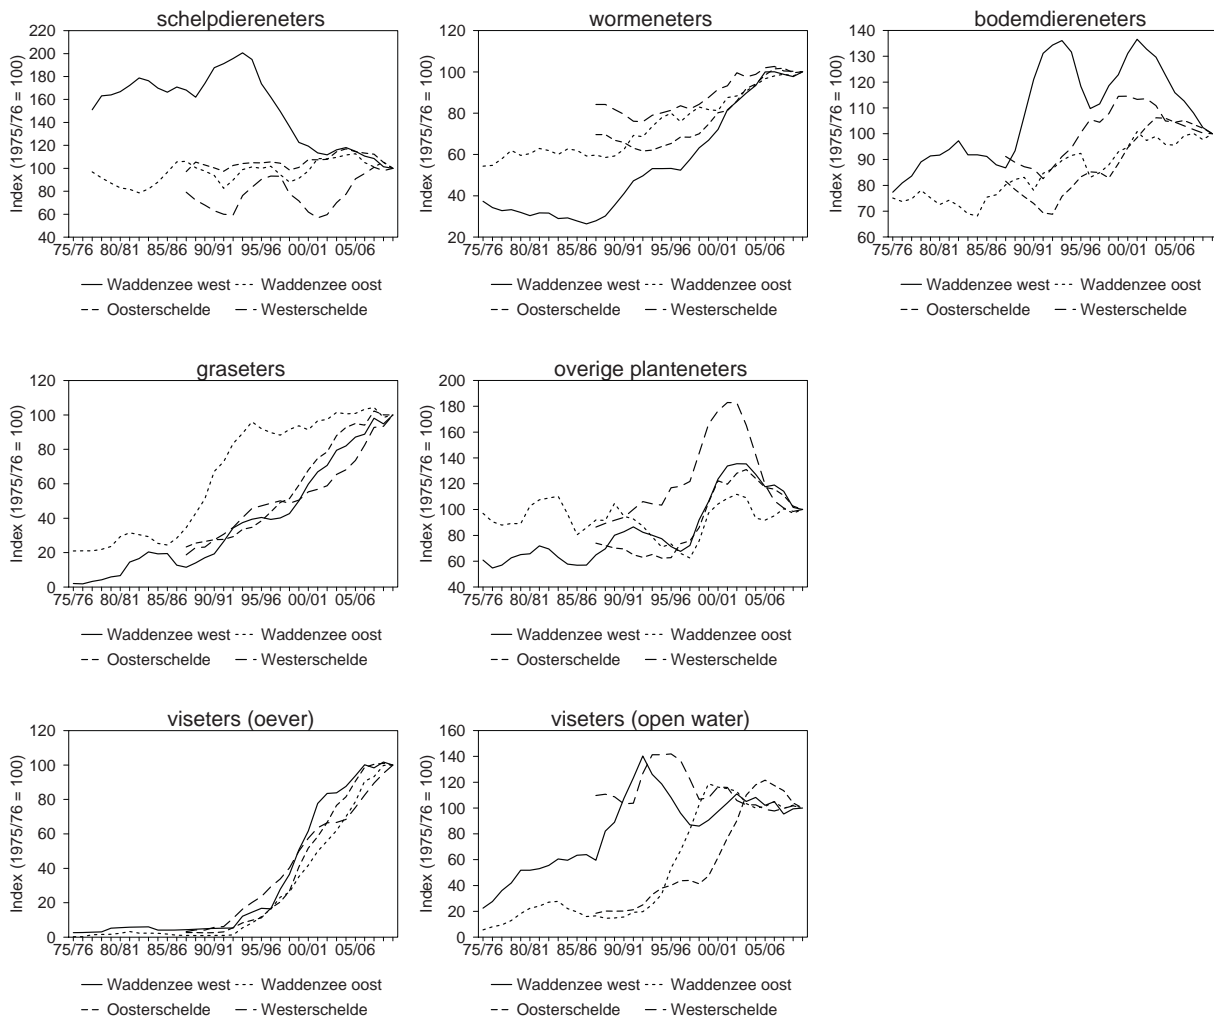 schelpdiereneters
Index (1975/76 = 100)
220
200
180
160
140
120
100
80
60
40
75/76 80/81 85/86 90/91 95/96 00/01 05/06
Waddenzee west Waddenzee oost
Oosterschelde Westerschelde
wormeneters
Index (1975/76 = 100)
120
100
80
60
40
20
75/76 80/81 85/86 90/91 95/96 00/01 05/06
Waddenzee west Waddenzee oost
Oosterschelde Westerschelde
bodemdiereneters
Index (1975/76 = 100)
140
130
120
110
100
90
80
70
60
75/76 80/81 85/86 90/91 95/96 00/01 05/06
Waddenzee west Waddenzee oost
Oosterschelde Westerschelde
graseters
Index (1975/76 = 100)
120
100
80
60
40
20
0
75/76 80/81 85/86 90/91 95/96 00/01 05/06
Waddenzee west Waddenzee oost
Oosterschelde Westerschelde
overige planteneters
Index (1975/76 = 100)
200
180
160
140
120
100
80
60
40
75/76 80/81 85/86 90/91 95/96 00/01 05/06
Waddenzee west Waddenzee oost
Oosterschelde Westerschelde
viseters (oever)
Index (1975/76 = 100)
120
100
80
60
40
20
0
75/76 80/81 85/86 90/91 95/96 00/01 05/06
Waddenzee west Waddenzee oost
Oosterschelde Westerschelde
viseters (open water)
Index (1975/76 = 100)
160
140
120
100
80
60
40
20
0
75/76 80/81 85/86 90/91 95/96 00/01 05/06
Waddenzee west Waddenzee oost
Oosterschelde Westerschelde